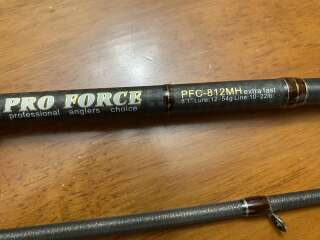 PRO FORCE
professional anglers choice
PFC-812MH extra fast
8'1" Lure:12-54g Line:10-22lb